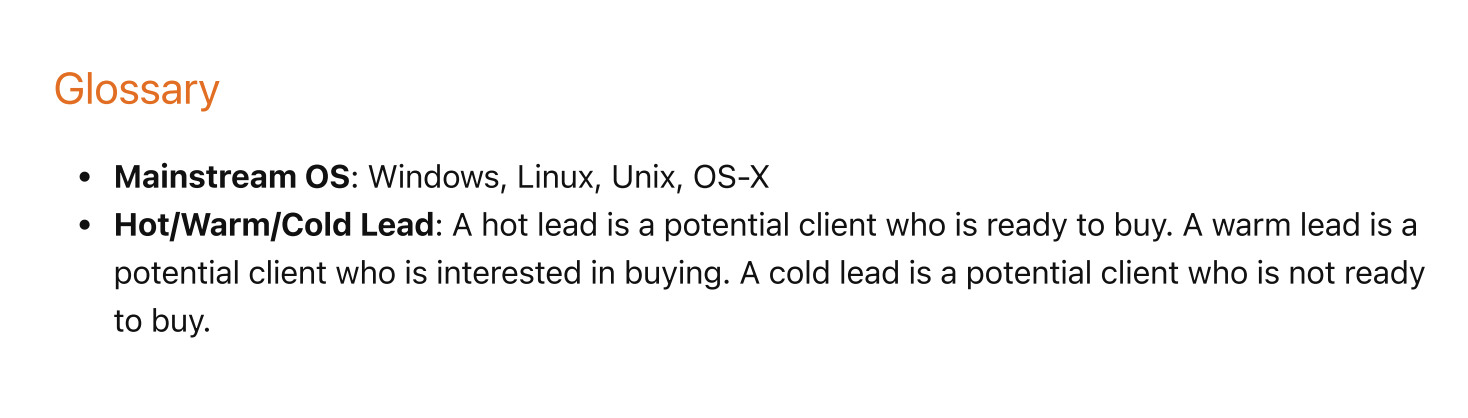 Glossary
• Mainstream OS: Windows, Linux, Unix, OS-X
• Hot/Warm/Cold Lead: A hot lead is a potential client who is ready to buy. A warm lead is a
potential client who is interested in buying. A cold lead is a potential client who is not ready
to buy.